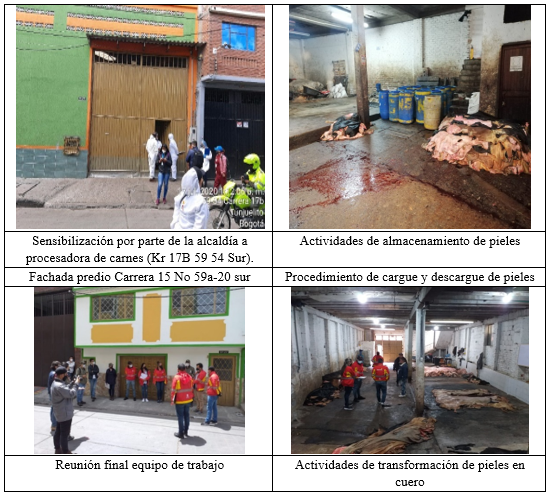 2020 1
Carrera 17b
Tunjuelito
Bogotá
Sensibilización por parte de la alcaldía a
procesadora de carnes (Kr 17B 59 54 Sur).
Actividades de almacenamiento de pieles
Fachada predio Carrera 15 No 59a-20 sur
Procedimiento de cargue y descargue de pieles
Reunión final equipo de trabajo
Actividades de transformación de pieles en
cuero